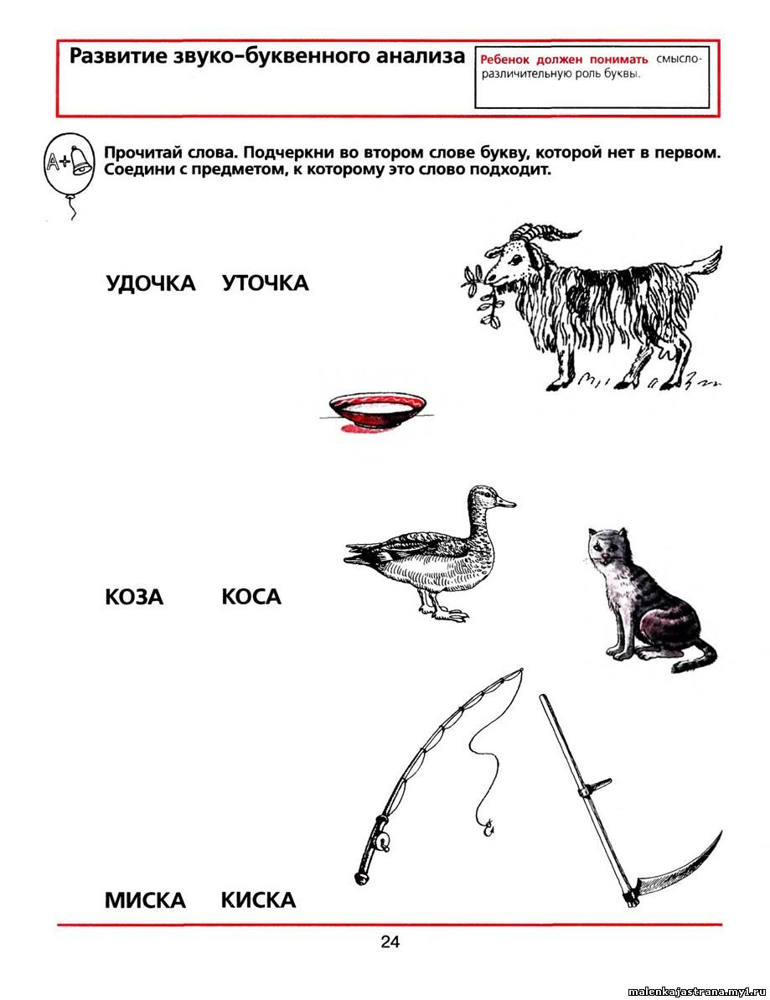 Развитие звуко-буквенного анализа
Ребенок должен понимать смысло-
различительную роль буквы.
А+
Прочитай слова. Подчеркни во втором слове букву, которой нет в первом.
Соедини с предметом, к которому это слово подходит.
УДОЧКА УТОЧКА
КОЗА КОСА
МИСКА КИСКА
24
malenkajastrana.my1.ru